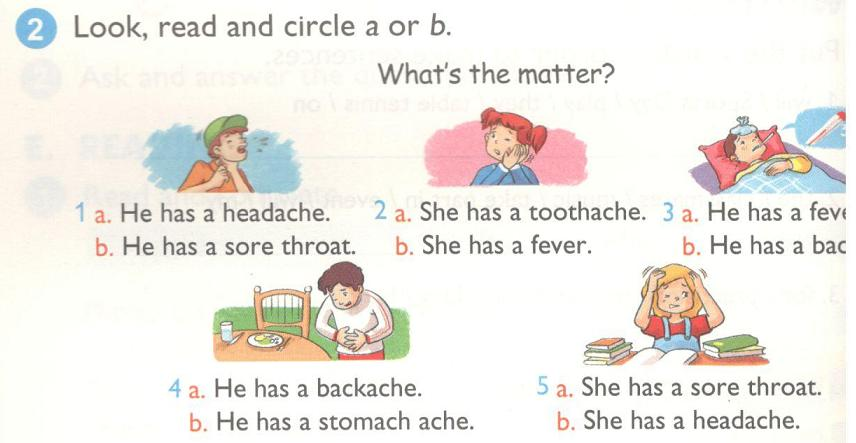 2 Look, read and circle a or b.
What's the matter?
1 a. He has a headache. 2 a. She has a toothache. 3 a. He has a feve
b. He has a sore throat. b. She has a fever. b. He has a bac
4 a. He has a backache. 5 a. She has a sore throat.
b. He has a stomach ache. b. She has a headache.